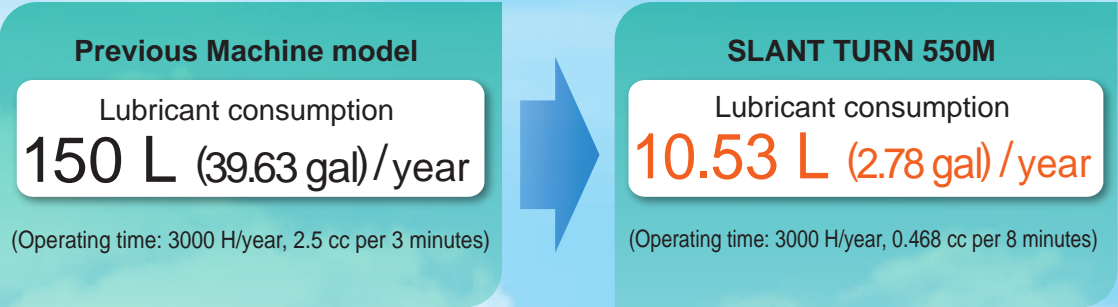 Previous Machine model
Lubricant consumption
150 L (39.63 gal)/year
(Operating time: 3000 H/year, 2.5 cc per 3 minutes)
SLANT TURN 550M
Lubricant consumption
10.53 L (2.78 gal)/year
(Operating time: 3000 H/year, 0.468 cc per 8 minutes)